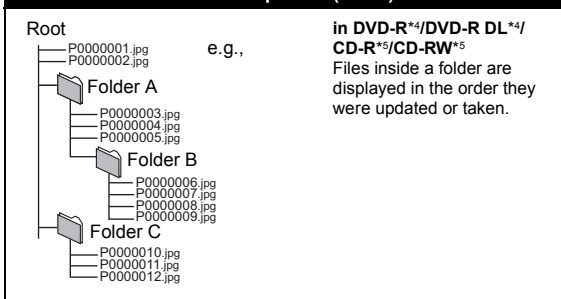 Root
P0000001.jpg
P0000002.jpg
e.g.,
Folder A
P0000003.jpg
P0000004.jpg
P0000005.jpg
Folder B
P0000006.jpg
P0000007.jpg
P0000008.jpg
P0000009.jpg
Folder C
P0000010.jpg
P0000011.jpg
P0000012.jpg
in DVD-R*4/DVD-R DL*4/
CD-R*5/CD-RW*5
Files inside a folder are
displayed in the order they
were updated or taken.